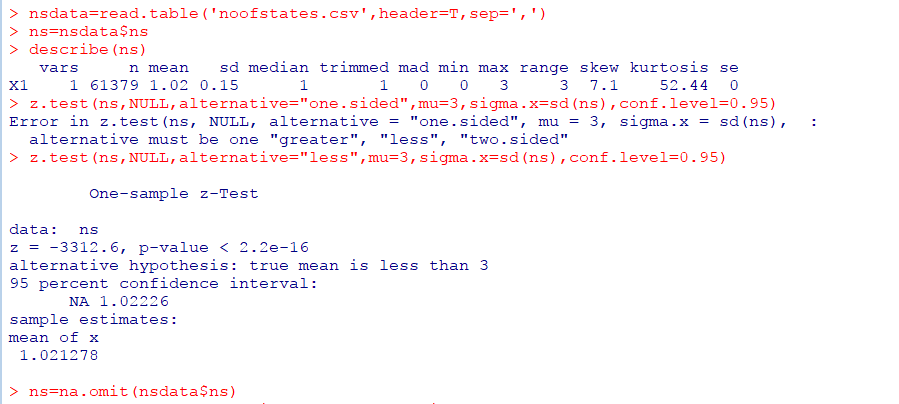 > nsdata=read.table('noofstates.csv',header=T,sep=',')
> ns=nsdata$ns
> describe(ns)
   vars     n mean   sd median trimmed mad min max range skew kurtosis se
X1    1 61379 1.02 0.15      1       1   0   0   3     3  7.1    52.44  0
> z.test(ns,NULL,alternative="one.sided",mu=3,sigma.x=sd(ns),conf.level=0.95)
Error in z.test(ns, NULL, alternative = "one.sided", mu = 3, sigma.x = sd(ns),  :
  alternative must be one "greater", "less", "two.sided"
> z.test(ns,NULL,alternative="less",mu=3,sigma.x=sd(ns),conf.level=0.95)
        One-sample z-Test
data:  ns
z = -3312.6, p-value < 2.2e-16
alternative hypothesis: true mean is less than 3
95 percent confidence interval:
      NA 1.02226
sample estimates:
mean of x
 1.021278
> ns=na.omit(nsdata$ns)